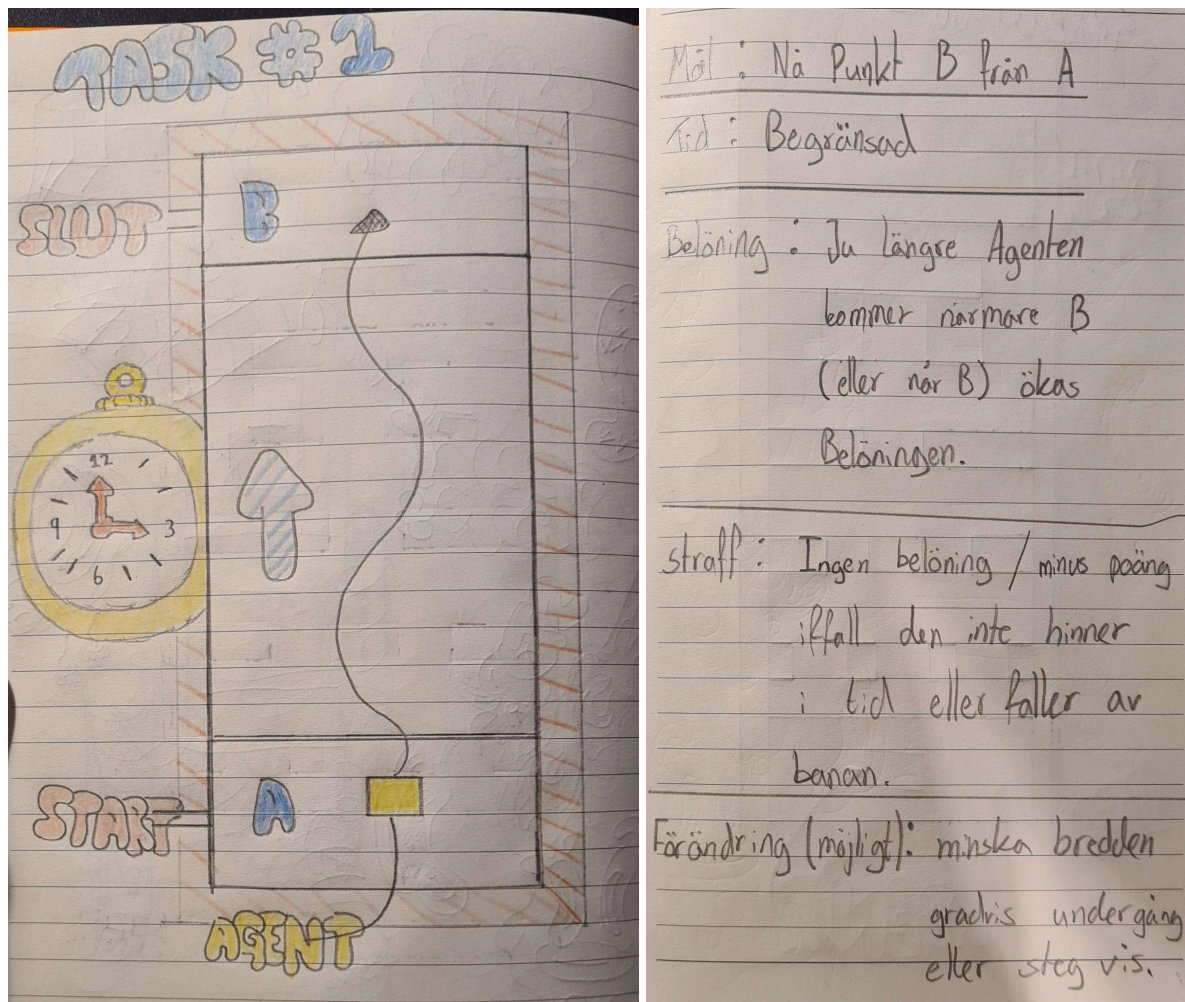 TASK # 1
SLUT
B
12
9
3
6
START
A
AGENT
Mål : Nå Punkt B från A
Tid : Begränsad
Belöning : Ju längre Agenten
kommer närmare B
(eller når B) ökas
Belöningen.
straff : Ingen belöning / minus poäng
iffall den inte hinner
i tid eller faller av
banan.
Förändring (möjligt): minska bredden
gradvis undergång
eller steg vis.